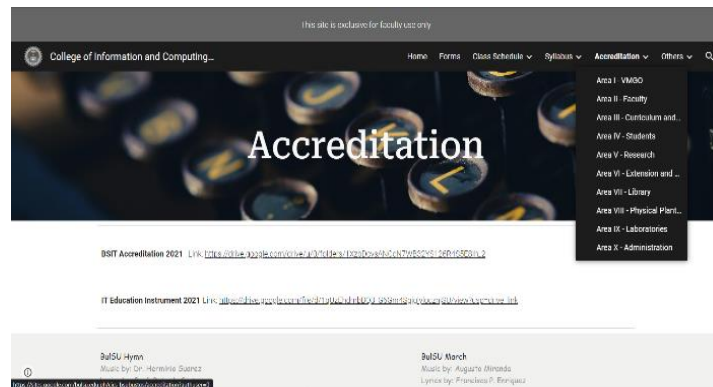 This site is exclusive for faculty use only
College of Information and Computing...
Home Forms Class Schedule Syllabus Accreditation Others
Area I - VMGO
Area II - Faculty
Area III - Curriculum and...
Area IV - Students
Area V - Research
Area VI - Extension and ...
Area VII - Library
Area VIII - Physical Plant...
Area IX - Laboratories
Area X - Administration
Accreditation
BSIT Accreditation 2021 Link:
IT Education Instrument 2021 Link:
BulSU Hymn
Music by: Dr. Herminio Guerez
BulSU March
Music by: Augusto Miranda
Lyrics by: Francisco P. Enriquez